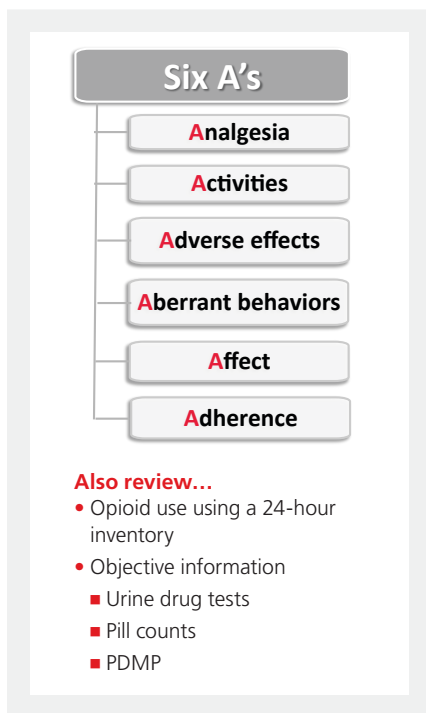 Six A’s
Analgesia
Activities
Adverse effects
Aberrant behaviors
Affect
Adherence
Also review…
• Opioid use using a 24-hour
inventory
• Objective information
■ Urine drug tests
■ Pill counts
■ PDMP